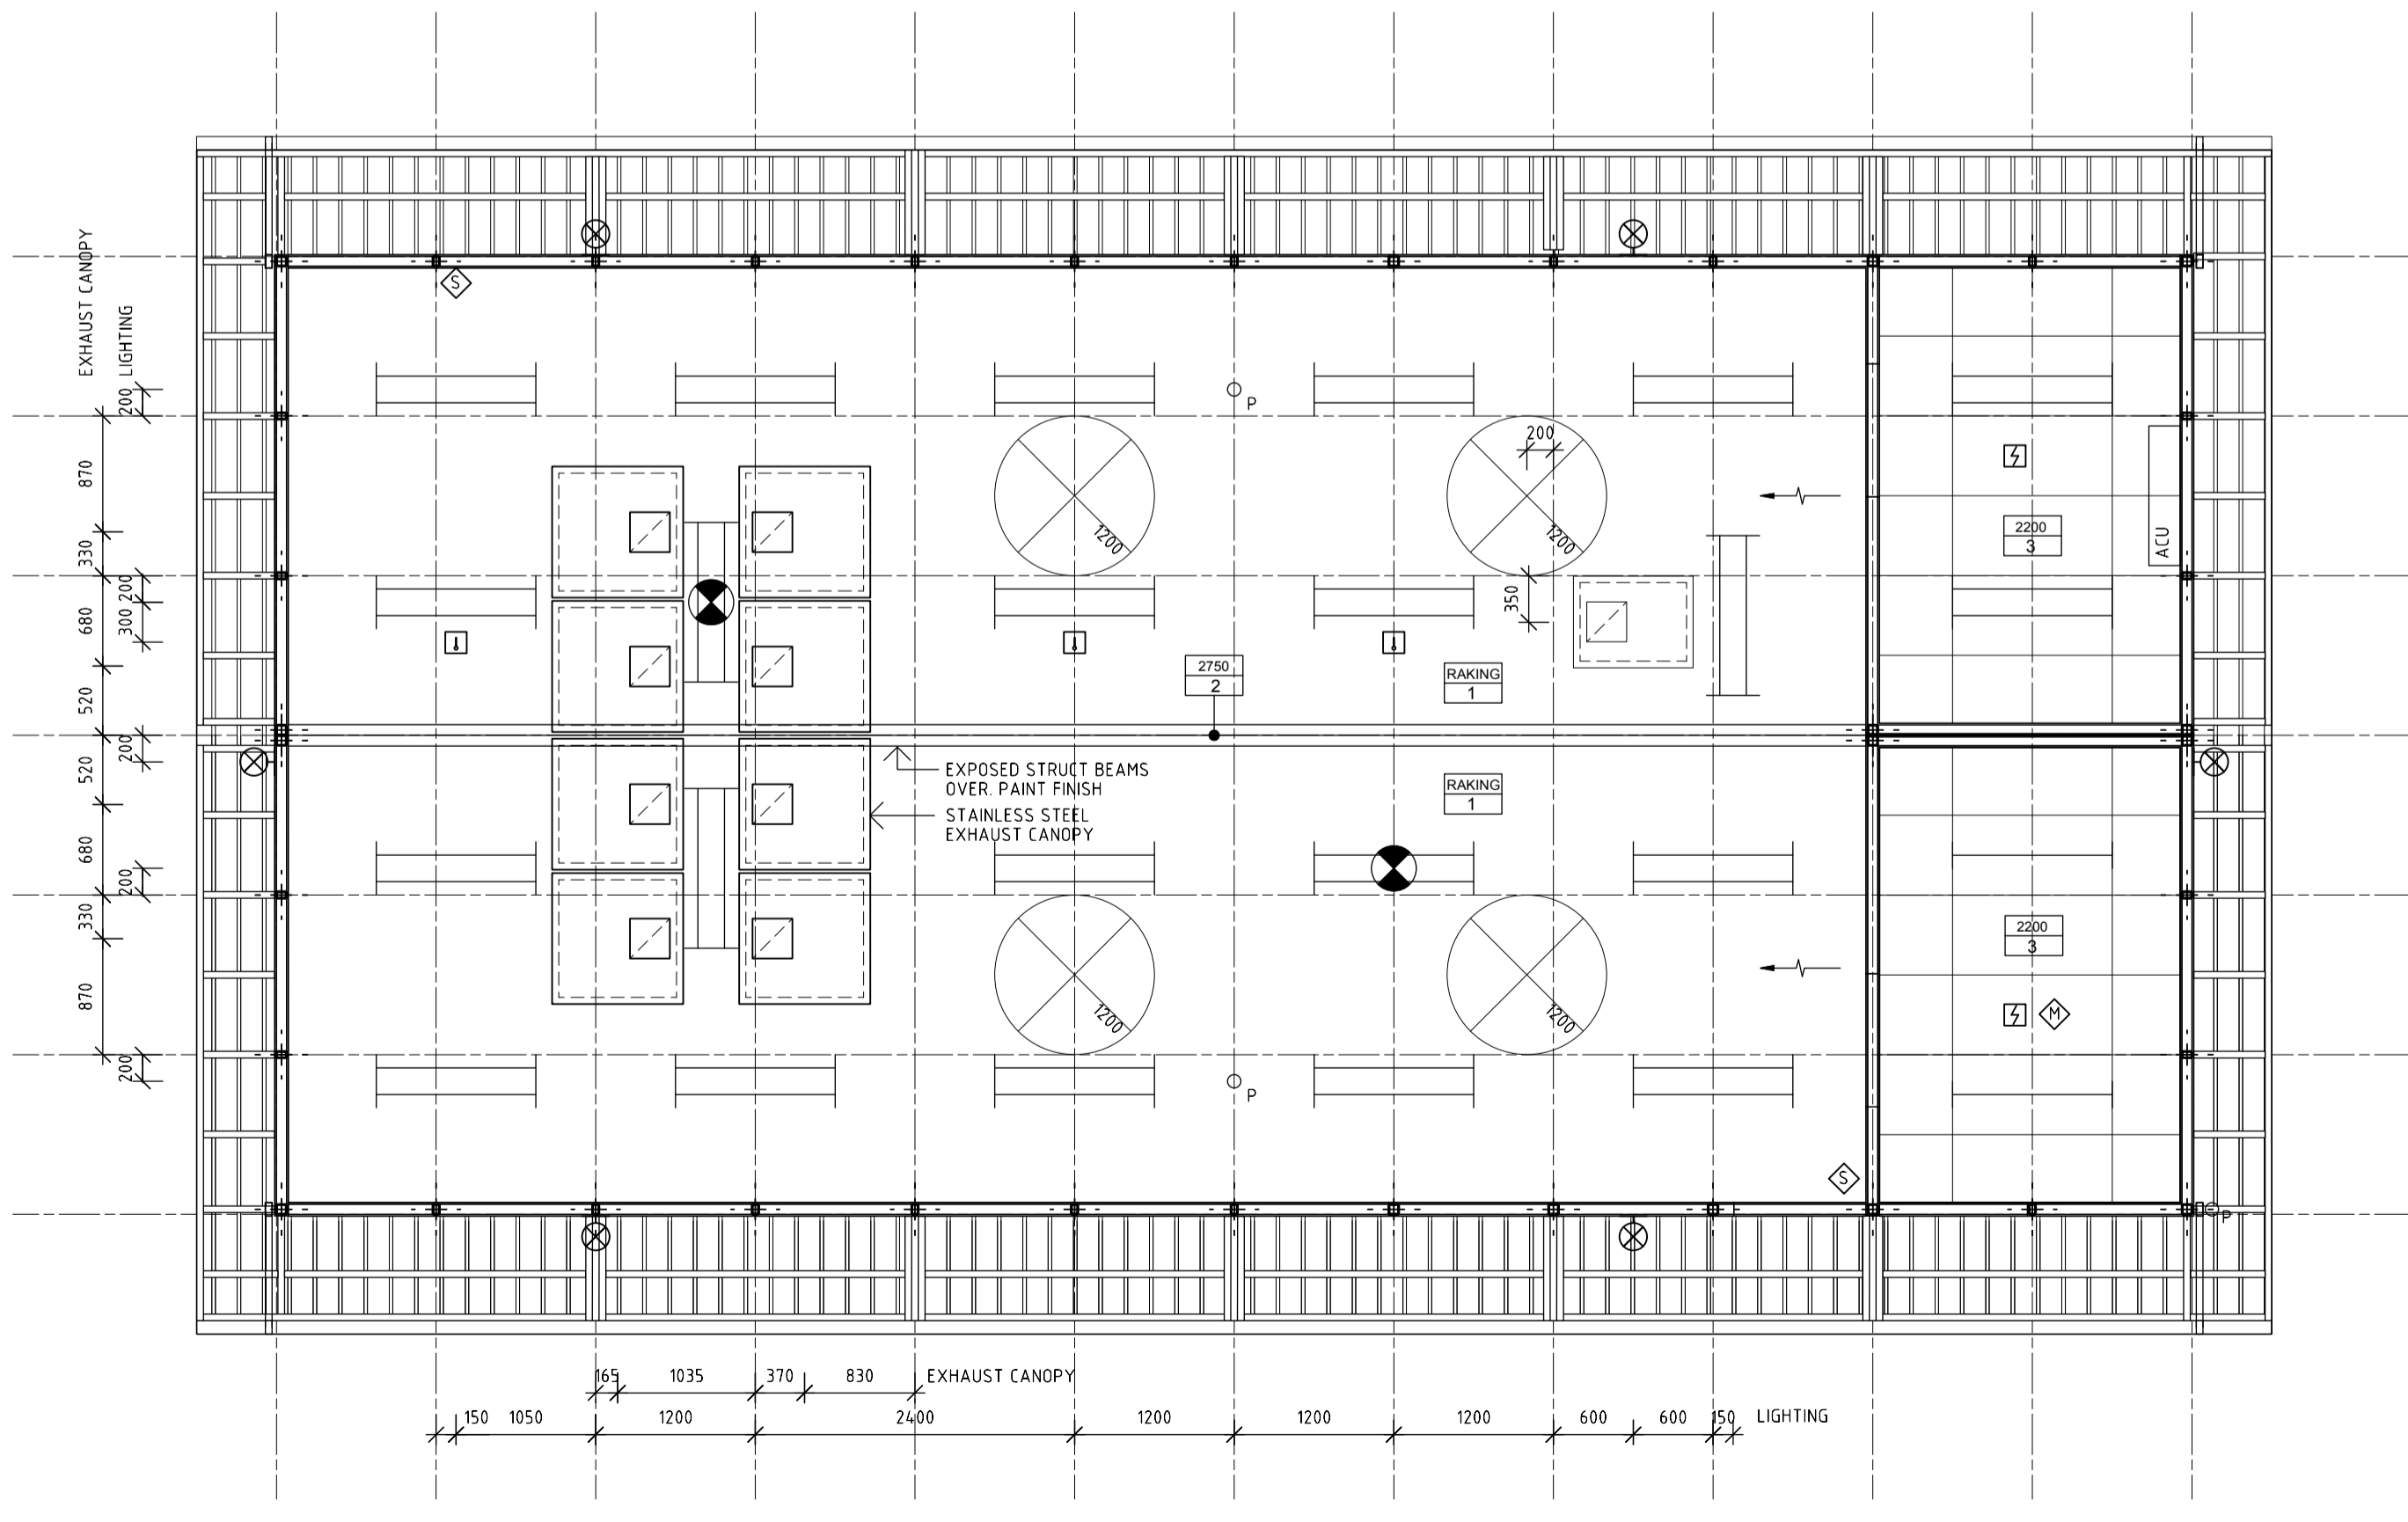 EXHAUST CANOPY
LIGHTING
200
870
330
200
680
300
520
200
520
680
200
330
870
200
S
P
200
1200
1200
350
2200
3
ACU
2750
2
RAKING
1
EXPOSED STRUCT BEAMS
OVER. PAINT FINISH
STAINLESS STEEL
EXHAUST CANOPY
RAKING
1
2200
3
M
1200
1200
P
S
P
165 1035 370 830 EXHAUST CANOPY
150 1050 1200 2400 1200 1200 1200 600 600 150 LIGHTING